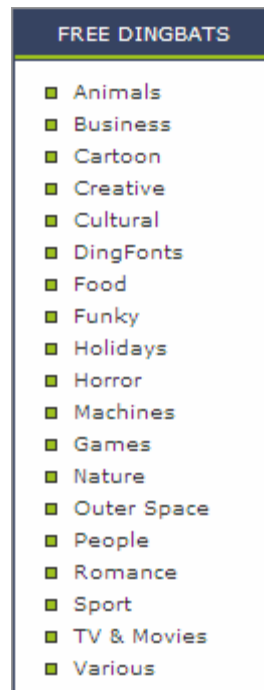 FREE DINGBATS
Animals
Business
Cartoon
Creative
Cultural
DingFonts
Food
Funky
Holidays
Horror
Machines
Games
Nature
Outer Space
People
Romance
Sport
TV & Movies
Various